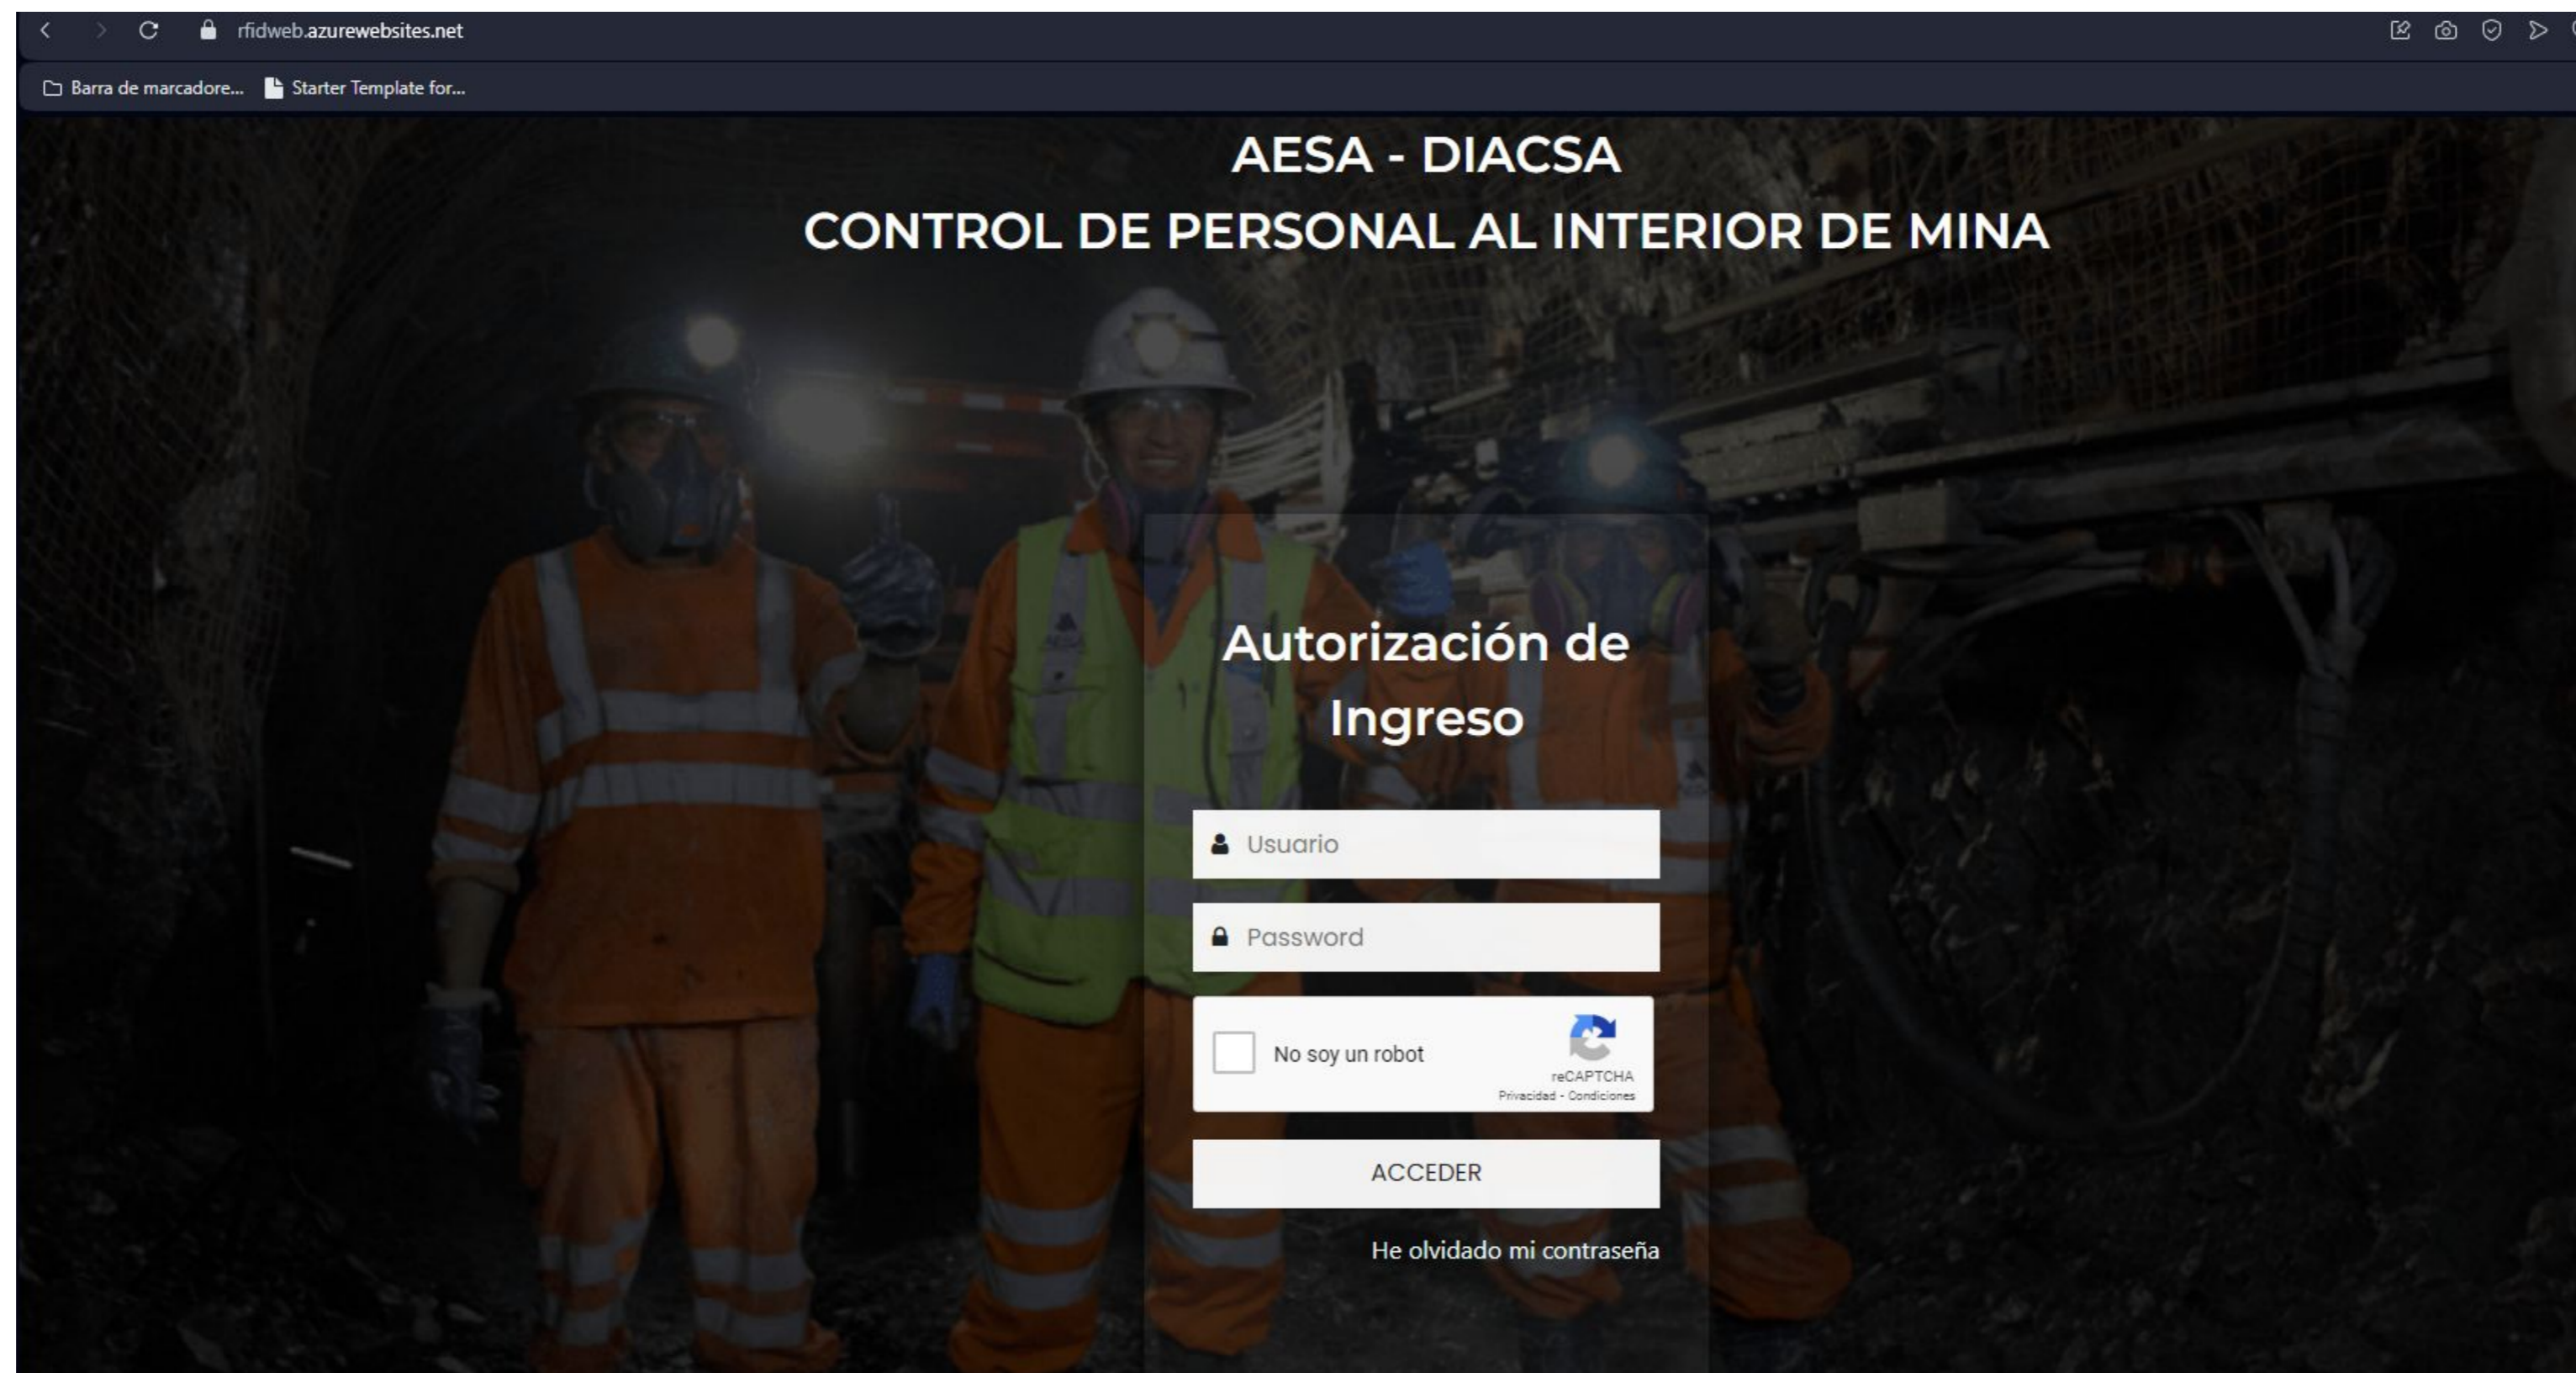 rfidweb.azurewebsites.net
Barra de marcadore... Starter Template for...
AESA - DIACSA
CONTROL DE PERSONAL AL INTERIOR DE MINA
Autorización de
Ingreso
Usuario
Password
No soy un robot
reCAPTCHA
Privacidad - Condiciones
ACCEDER
He olvidado mi contraseña